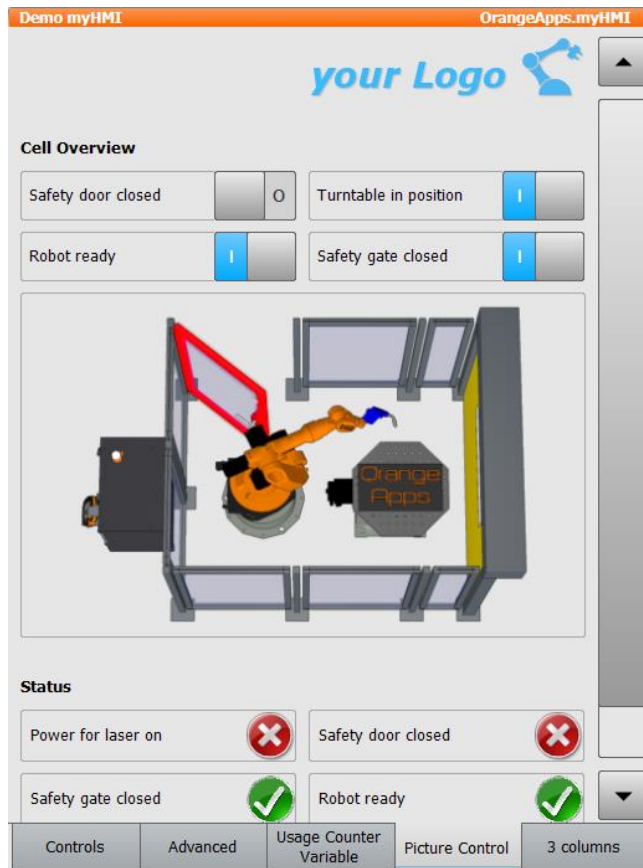 Demo myHMI OrangeApps.myHMI
your Logo
Cell Overview
Safety door closed O Turntable in position I
Robot ready I Safety gate closed I
Orange
Apps
Status
Power for laser on Safety door closed
Safety gate closed Robot ready
Controls Advanced Usage Counter Variable Picture Control 3 columns